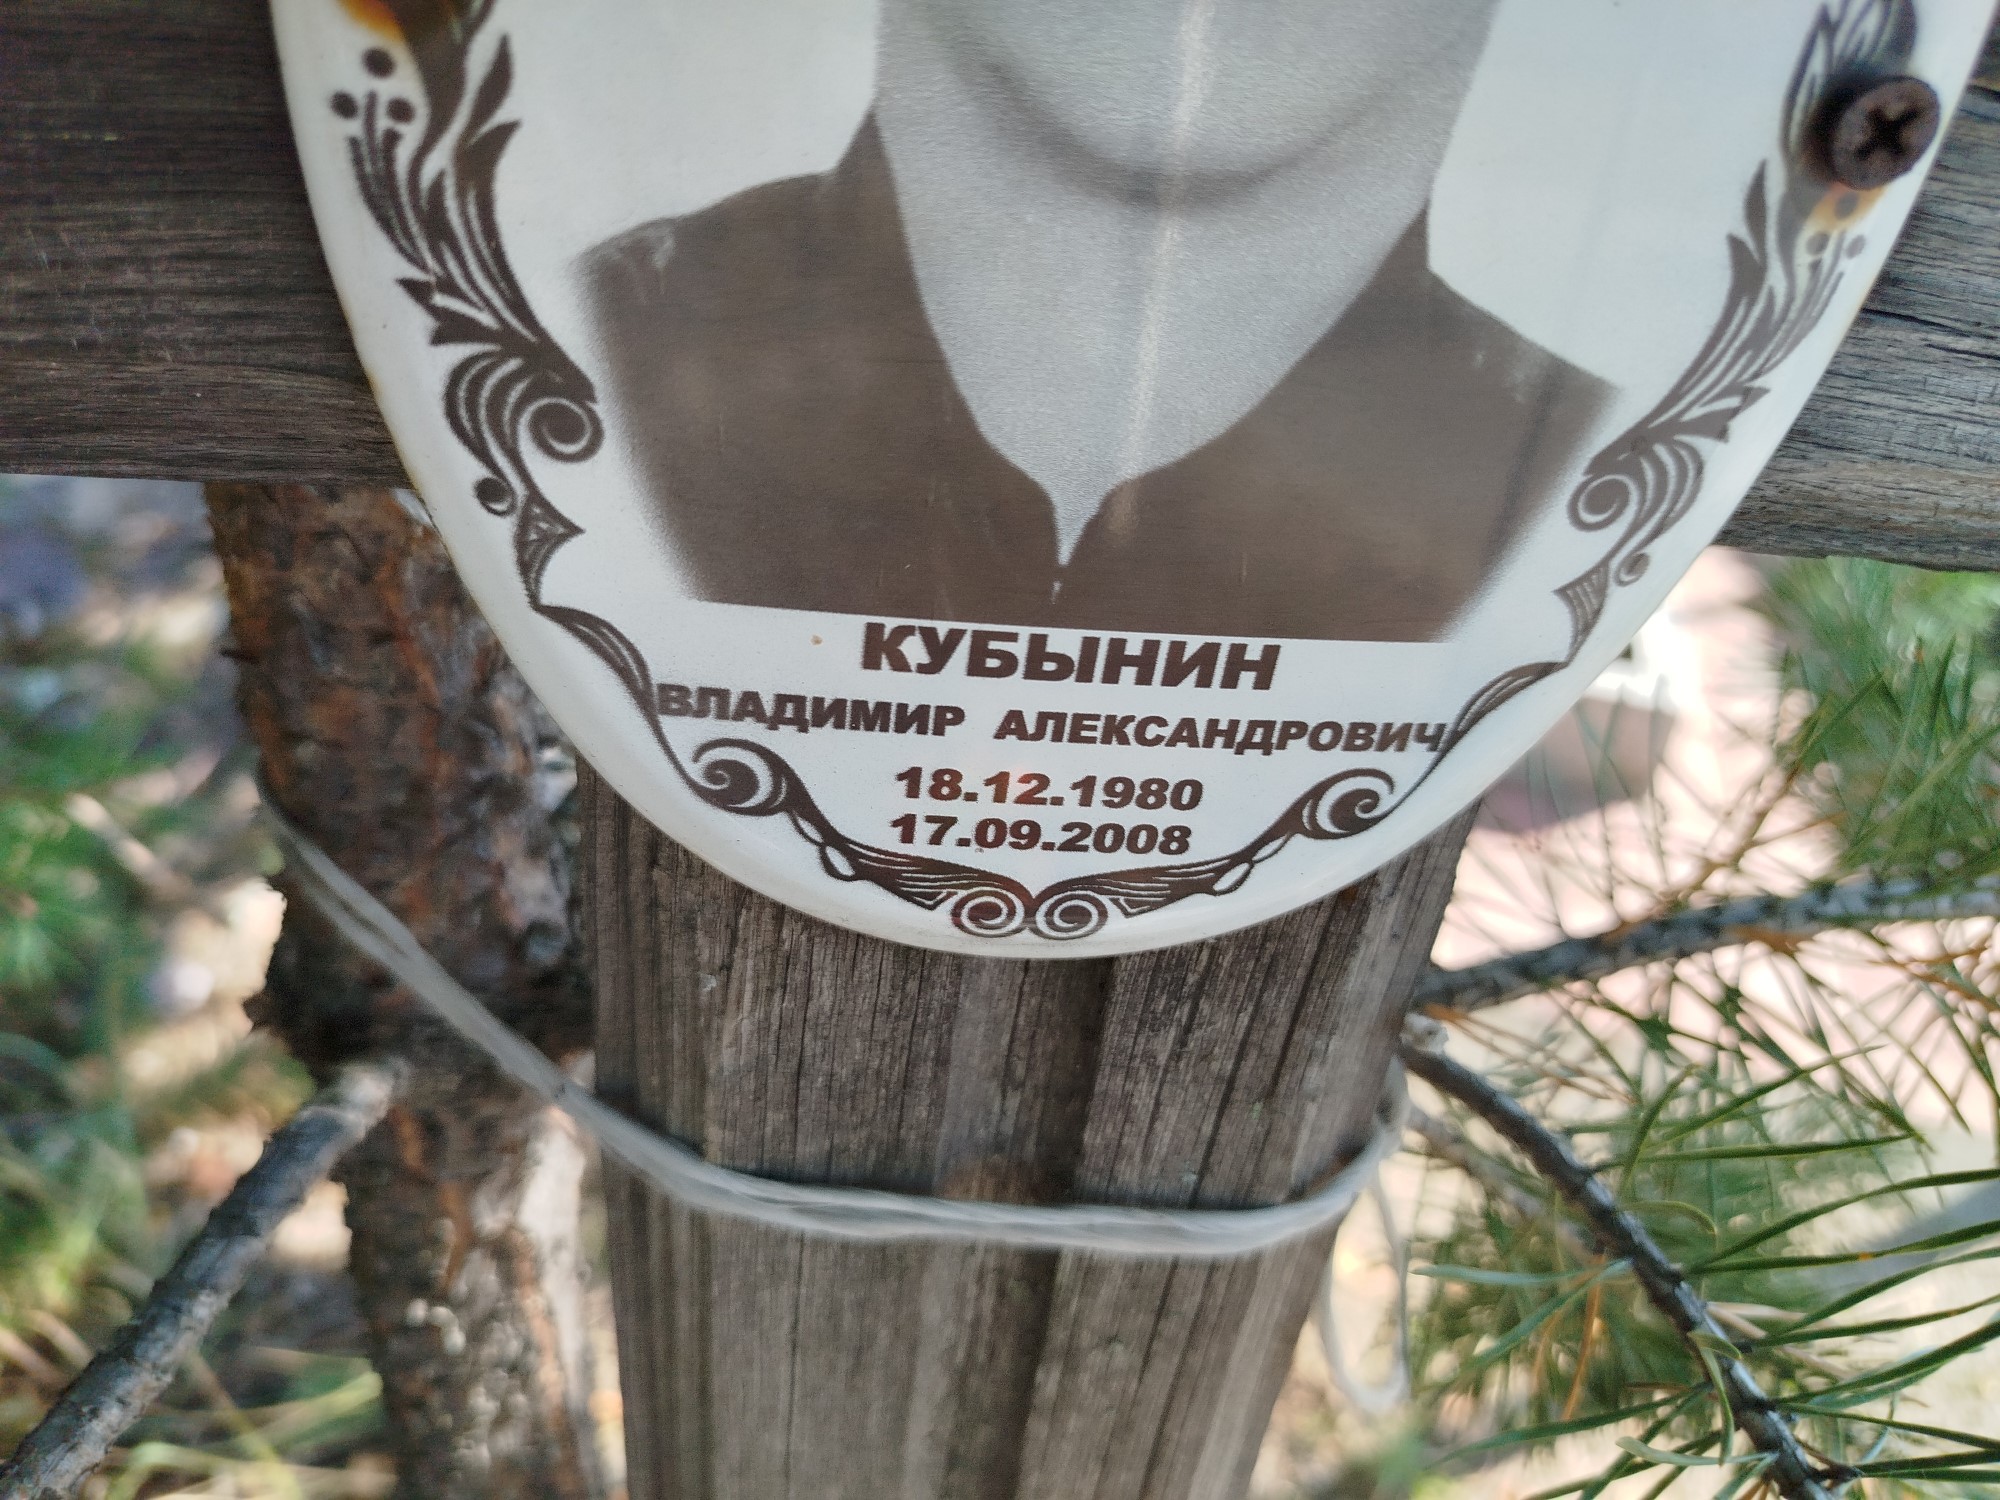 КУБЫНИН
ВЛАДИМИР АЛЕКСАНДРОВИЧ
18.12.1980
17.09.2008